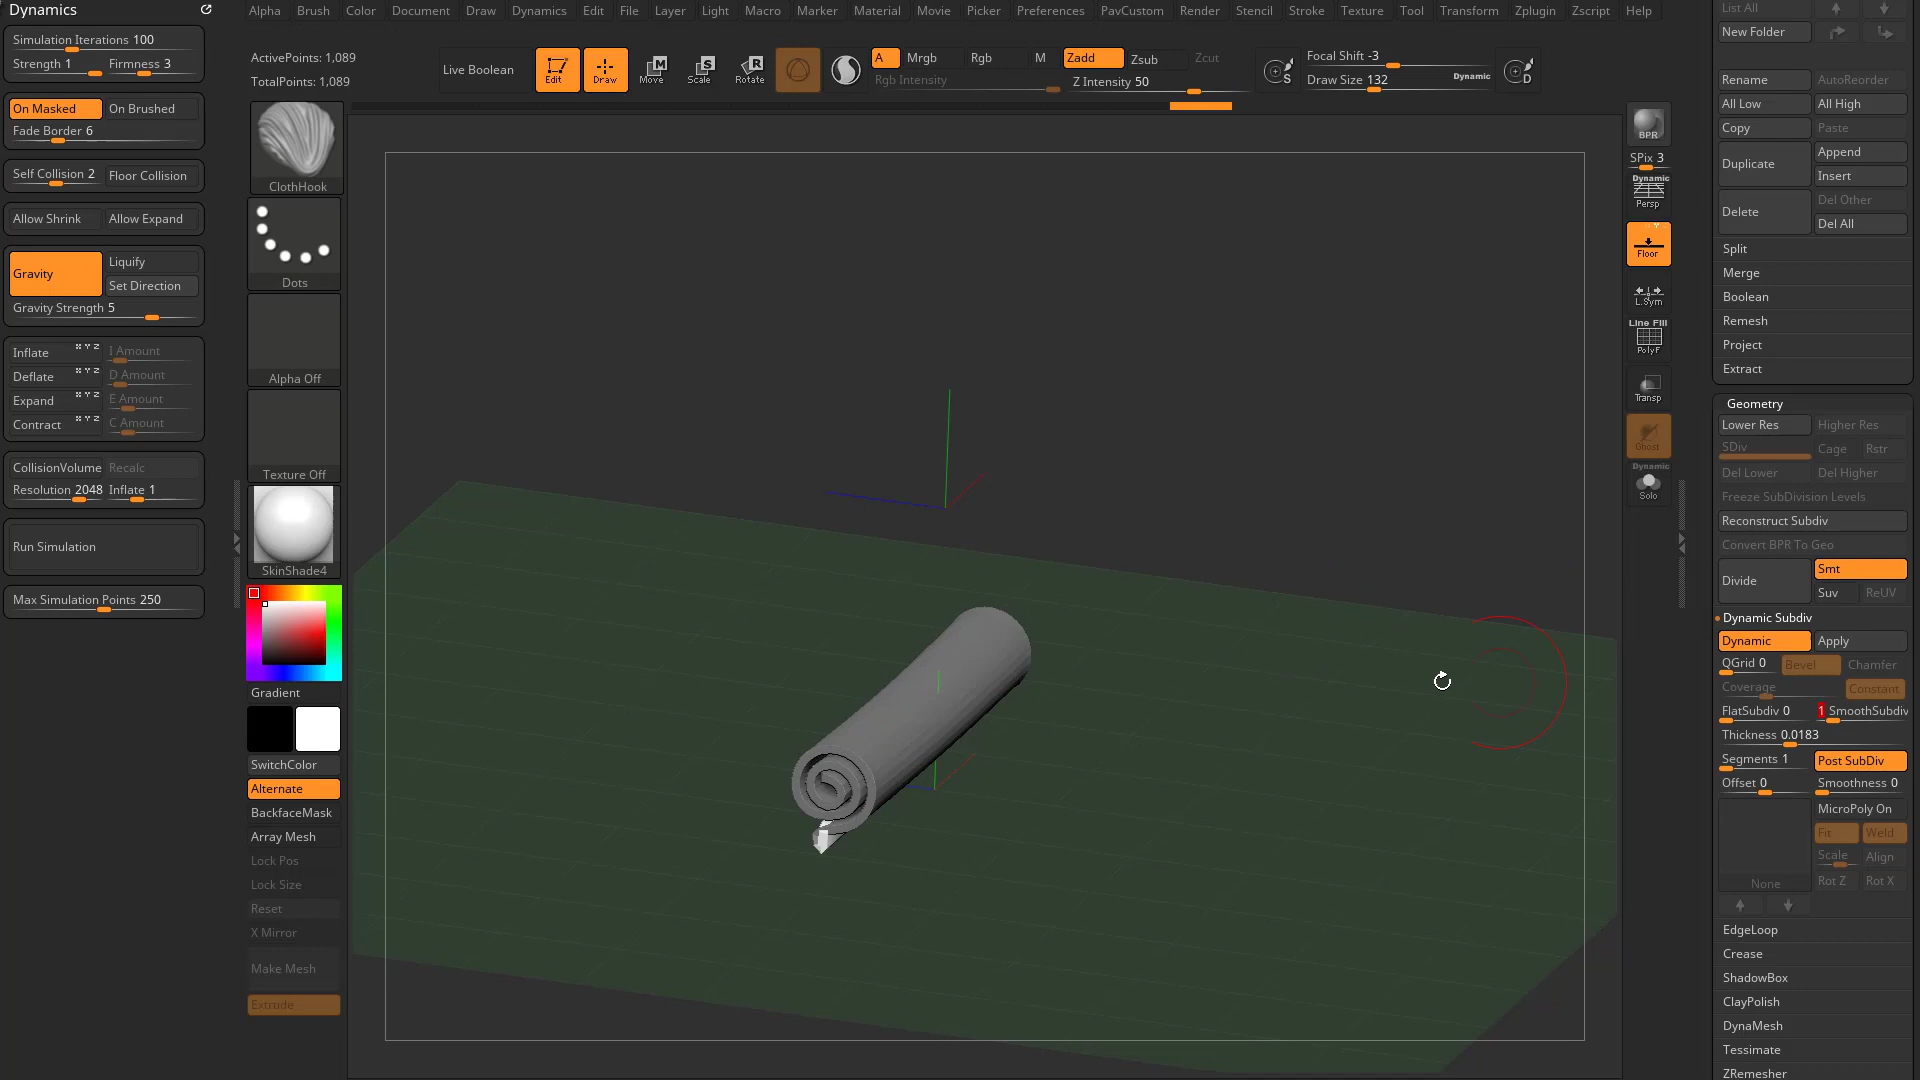 Dynamics
Simulation Iterations 100
Strength 1 Firmness 3
On Masked On Brushed
Fade Border 6
Self Collision 2 Floor Collision
Allow Shrink Allow Expand
Gravity Liquify
Set Direction
Gravity Strength 5
Inflate x Y z I Amount
Deflate x Y z D Amount
Expand x Y z E Amount
Contract x Y z C Amount
CollisionVolume Recalc
Resolution 2048 Inflate 1
Run Simulation
Max Simulation Points 250
Alpha Brush Color Document Draw Dynamics Edit File Layer Light Macro Marker Material Movie Picker Preferences PavCustom Render Stencil Stroke Texture Tool Transform Zplugin Zscript Help
ActivePoints: 1,089
TotalPoints: 1,089
Live Boolean
Edit
Draw
M Move
S Scale
R Rotate
A Mrgb Rgb M Zadd Zsub Zcut
Rgb Intensity Z Intensity 50
S
Focal Shift -3
Draw Size 132 Dynamic
D
ClothHook
Dots
Alpha Off
Texture Off
SkinShade4
Gradient
SwitchColor
Alternate
BackfaceMask
Array Mesh
Lock Pos
Lock Size
Reset
X Mirror
Make Mesh
Extrude
BPR
SPix 3
Dynamic
Persp
Floor
L.Sym
Line Fill
PolyF
Transp
Ghost
Dynamic
Solo
List All
New Folder
Rename AutoReorder
All Low All High
Copy Paste
Duplicate Append
Insert
Delete Del Other
Del All
Split
Merge
Boolean
Remesh
Project
Extract
Geometry
Lower Res Higher Res
SDiv Cage Rstr
Del Lower Del Higher
Freeze SubDivision Levels
Reconstruct Subdiv
Convert BPR To Geo
Divide Smt
Suv ReUV
Dynamic Subdiv
Dynamic Apply
QGrid 0 Bevel Chamfer
Coverage Constant
FlatSubdiv 0 1 SmoothSubdiv
Thickness 0.0183
Segments 1 Post SubDiv
Offset 0 Smoothness 0
MicroPoly On
Fit Weld
Scale Align
None Rot Z Rot X
EdgeLoop
Crease
ShadowBox
ClayPolish
DynaMesh
Tessimate
ZRemesher